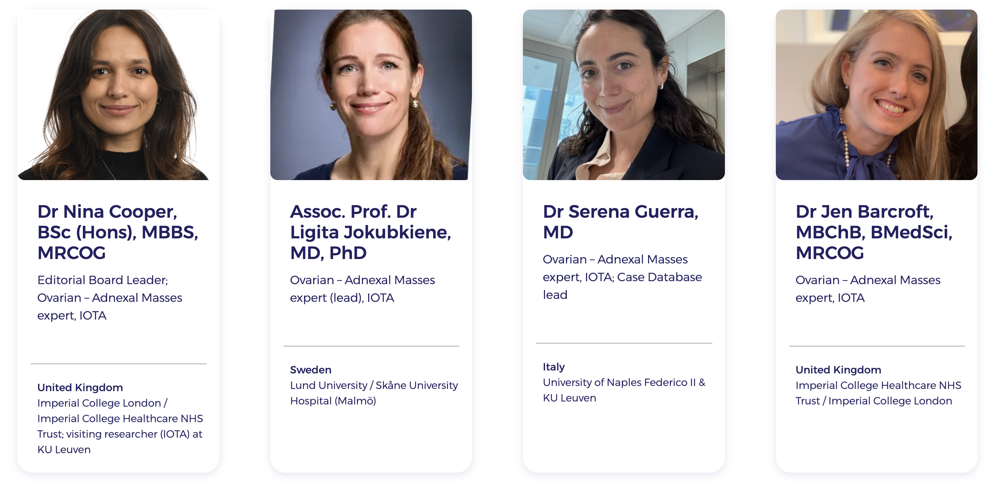 Dr Nina Cooper,
BSc (Hons), MBBS,
MRCOG
Editorial Board Leader;
Ovarian – Adnexal Masses
expert, IOTA
United Kingdom
Imperial College London /
Imperial College Healthcare NHS
Trust; visiting researcher (IOTA) at
KU Leuven
Assoc. Prof. Dr
Ligita Jokubkiene,
MD, PhD
Ovarian – Adnexal Masses
expert (lead), IOTA
Sweden
Lund University / Skåne University
Hospital (Malmö)
Dr Serena Guerra,
MD
Ovarian – Adnexal Masses
expert, IOTA; Case Database
lead
Italy
University of Naples Federico II &
KU Leuven
Dr Jen Barcroft,
MBChB, BMedSci,
MRCOG
Ovarian – Adnexal Masses
expert, IOTA
United Kingdom
Imperial College Healthcare NHS
Trust / Imperial College London